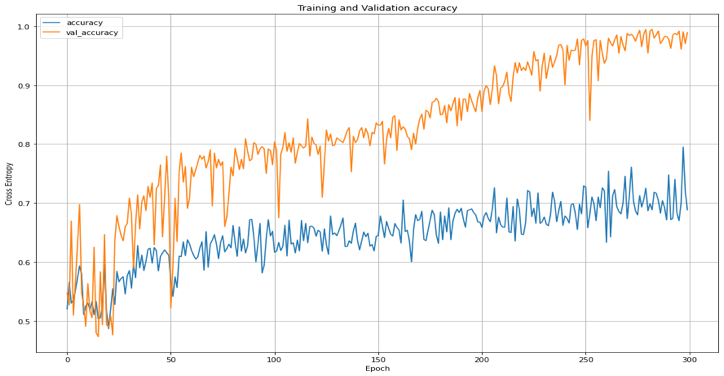 Training and Validation accuracy
accuracy
val_accuracy
Cross Entropy
1.0
0.9
0.8
0.7
0.6
0.5
0 50 100 150 200 250 300
Epoch